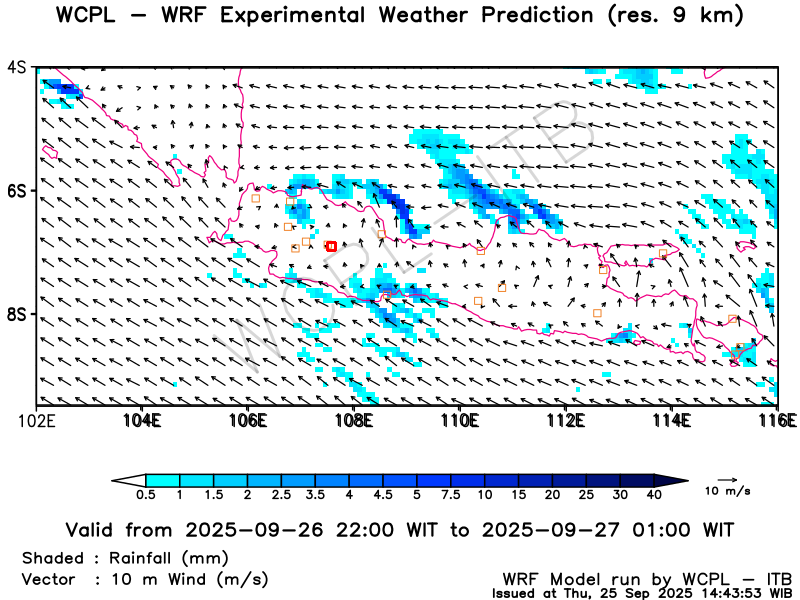 WCPL – WRF Experimental Weather Prediction (res. 9 km)
4S
6S
8S
WCPL-ITB
102E 104E 106E 108E 110E 112E 114E 116E
0.5 1 1.5 2 2.5 3.5 4 4.5 5 7.5 10 15 20 25 30 40
10 m/s
Valid from 2025-09-26 22:00 WIT to 2025-09-27 01:00 WIT
Shaded : Rainfall (mm)
Vector : 10 m Wind (m/s)
WRF Model run by WCPL – ITB
Issued at Thu, 25 Sep 2025 14:43:53 WIB